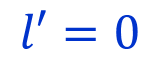 l′ = 0